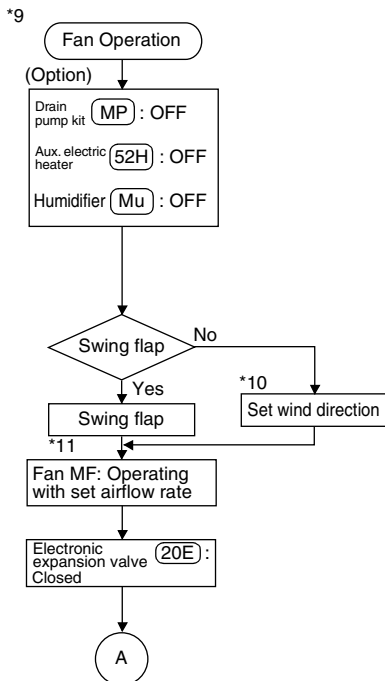 *9
Fan Operation
(Option)
Drain
pump kit MP : OFF
Aux. electric
heater 52H : OFF
Humidifier Mu : OFF
Swing flap
No
Yes
*10
Swing flap
Set wind direction
*11
Fan MF: Operating
with set airflow rate
Electronic
expansion valve 20E :
Closed
A